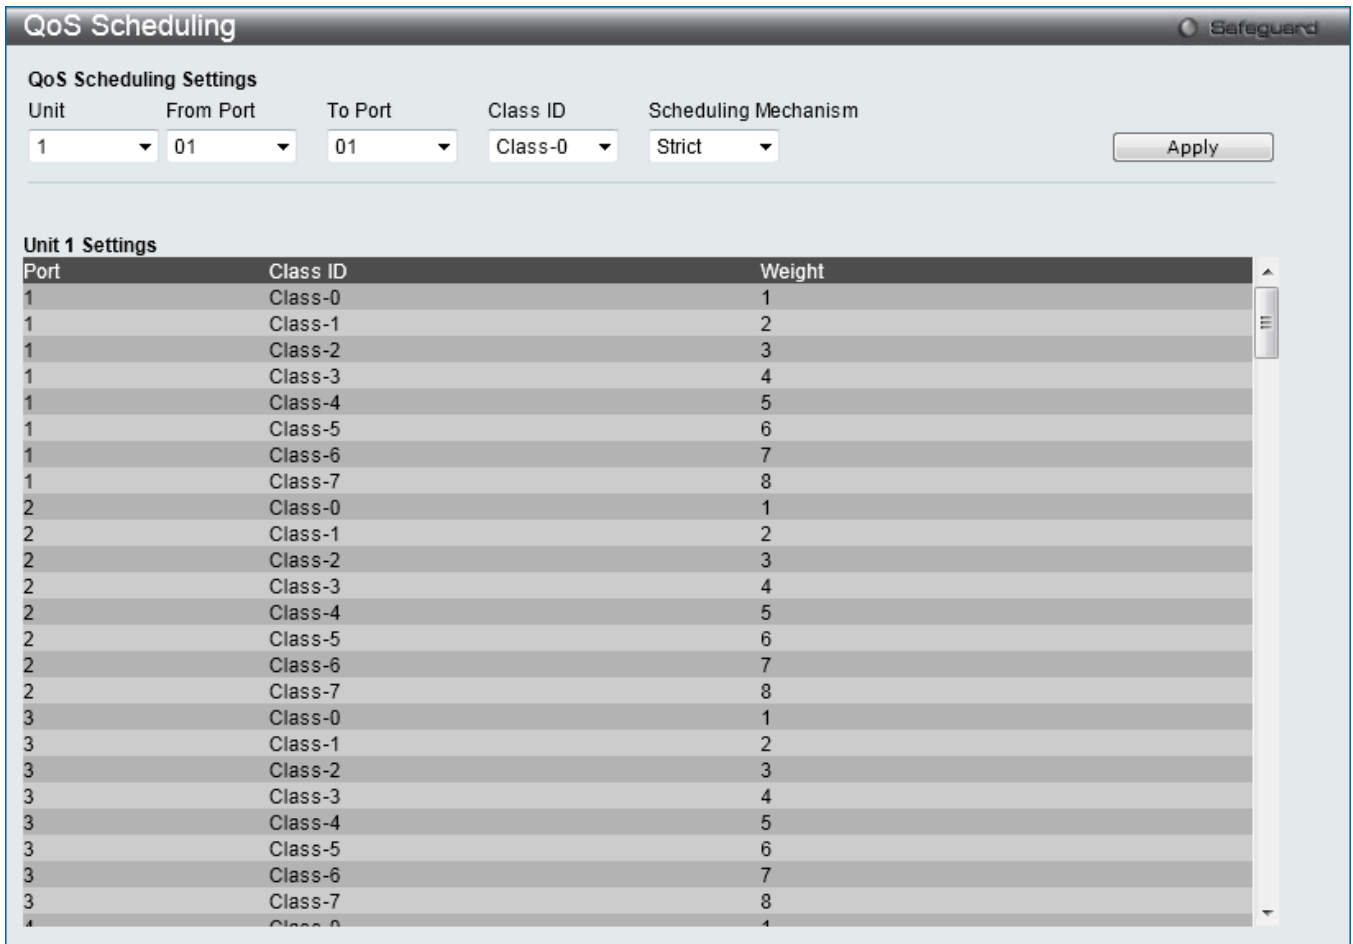 QoS Scheduling Safeguard
QoS Scheduling Settings
Unit From Port To Port Class ID Scheduling Mechanism
1 01 01 Class-0 Strict Apply
Unit 1 Settings
Port Class ID Weight
1 Class-0 1
1 Class-1 2
1 Class-2 3
1 Class-3 4
1 Class-4 5
1 Class-5 6
1 Class-6 7
1 Class-7 8
2 Class-0 1
2 Class-1 2
2 Class-2 3
2 Class-3 4
2 Class-4 5
2 Class-5 6
2 Class-6 7
2 Class-7 8
3 Class-0 1
3 Class-1 2
3 Class-2 3
3 Class-3 4
3 Class-4 5
3 Class-5 6
3 Class-6 7
3 Class-7 8
4 Class-0 1